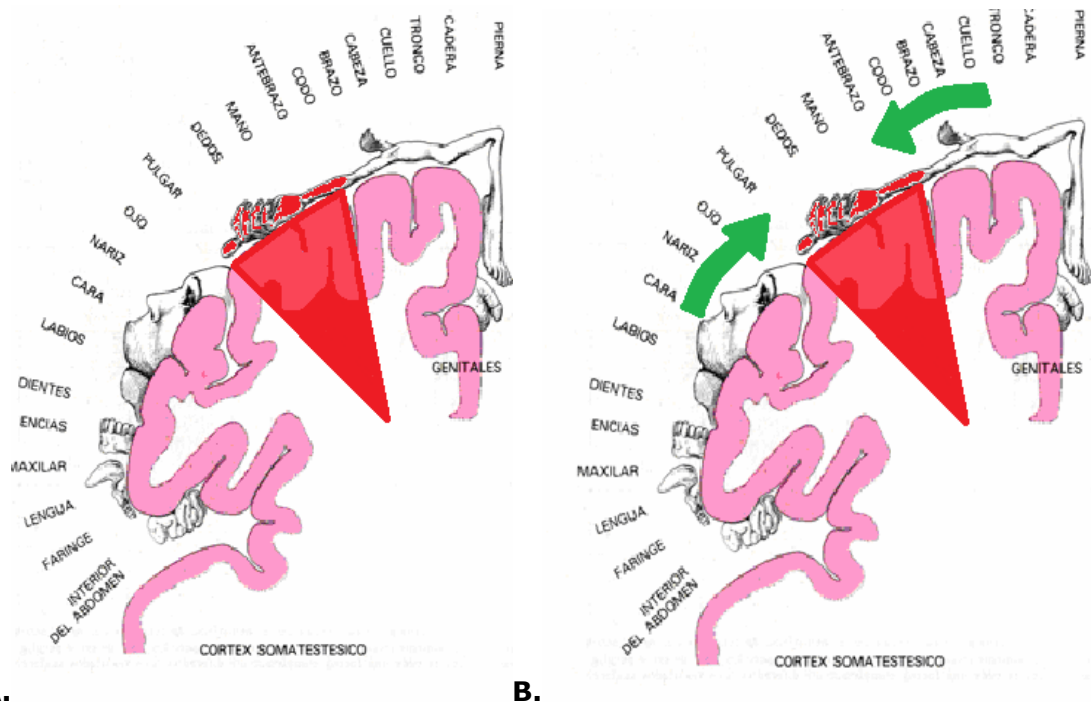 PIERNA
CADERA
TRONGO
CUELLO
CABEZA
BRAZO
CODO
ANTEBRAZO
MANO
DEDOS
PULGAR
OJO
NARIZ
CARA
LABIOS
DIENTES
ENCIAS
MAXILAR
LENGUA
FARINGE
INTERIOR
DEL ABDOMEN
GENITALES
CORTEX SOMATESTESICO
PIERNA
CADERA
TRONGO
CUELLO
CABEZA
BRAZO
CODO
ANTEBRAZO
MANO
DEDOS
PULGAR
OJO
NARIZ
CARA
LABIOS
DIENTES
ENCIAS
MAXILAR
LENGUA
FARINGE
INTERIOR
DEL ABDOMEN
GENITALES
CORTEX SOMATESTESICO
B.